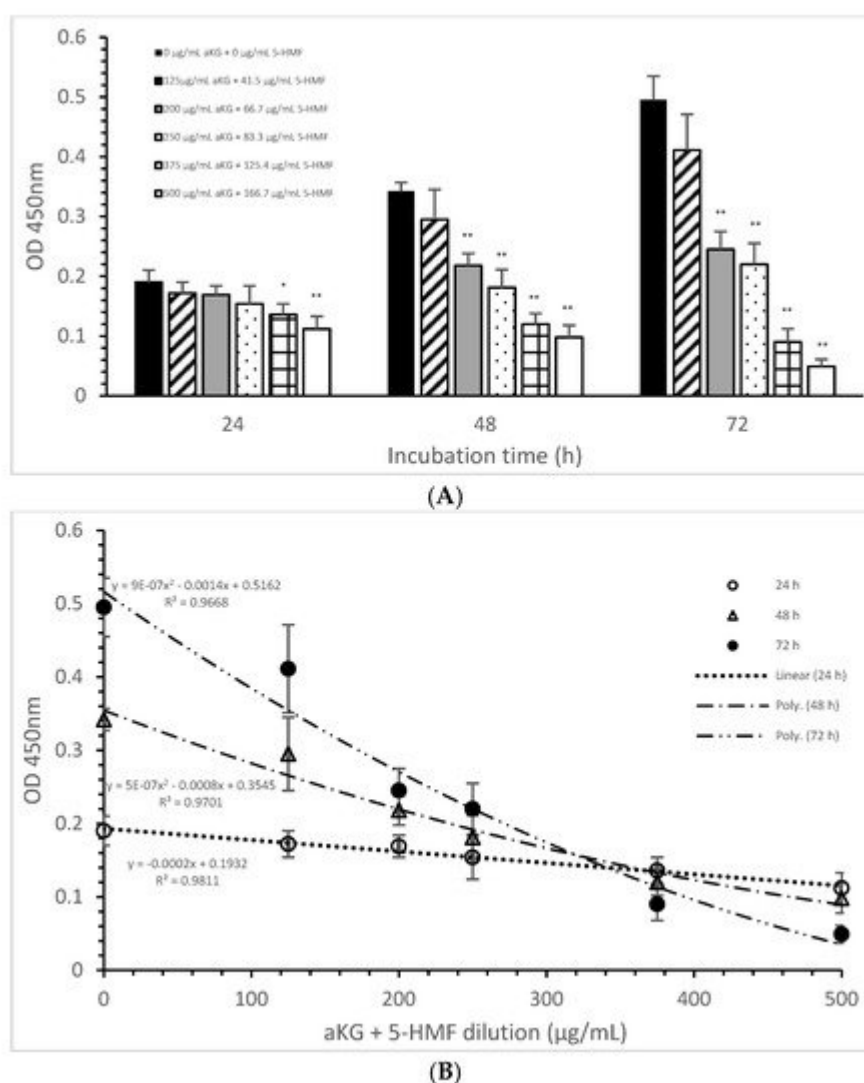 0.6
0.5
0.4
0.3
0.2
0.1
0
OD 450nm
0 µg/mL aKG + 0 µg/mL 5-HMF
125µg/mL aKG + 41.5 µg/mL 5-HMF
200 µg/mL aKG + 66.7 µg/mL 5-HMF
250 µg/mL aKG + 83.3 µg/mL 5-HMF
375 µg/mL aKG + 125.4 µg/mL 5-HMF
500 µg/mL aKG + 166.7 µg/mL 5-HMF
* **
** ** ** **
** ** ** **
24 48 72
Incubation time (h)
(A)
0.6
0.5
0.4
0.3
0.2
0.1
0
OD 450nm
y = 9E-07x² - 0.0014x + 0.5162
R² = 0.9668
y = 5E-07x² - 0.0008x + 0.3545
R² = 0.9701
y = -0.0002x + 0.1932
R² = 0.9811
24 h
48 h
72 h
Linear (24 h)
Poly. (48 h)
Poly. (72 h)
0 100 200 300 400 500
aKG + 5-HMF dilution (µg/mL)
(B)